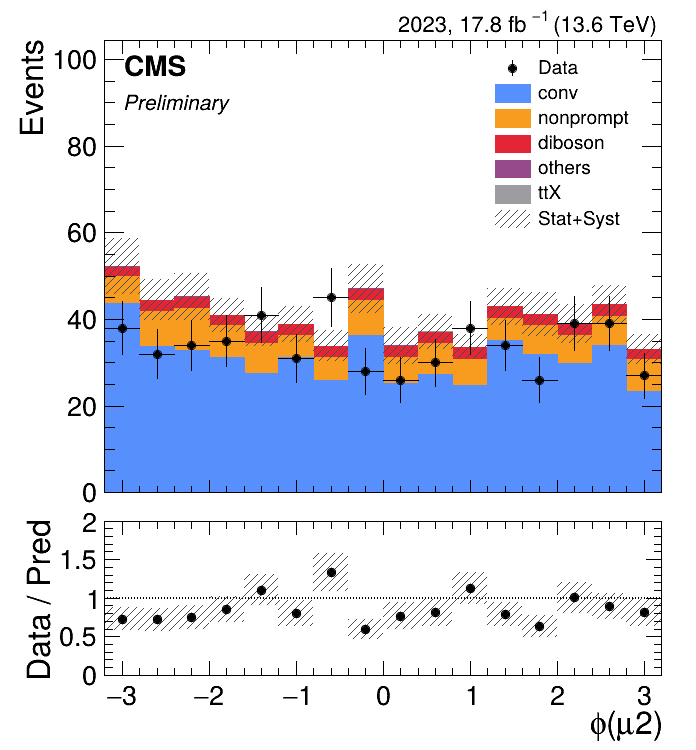 2023, 17.8 fb⁻¹ (13.6 TeV)
Events
100
80
60
40
20
0
CMS
Preliminary
Data
conv
nonprompt
diboson
others
ttX
Stat+Syst
Data / Pred
2
1.5
1
0.5
0
−3 −2 −1 0 1 2 3
ϕ(μ2)